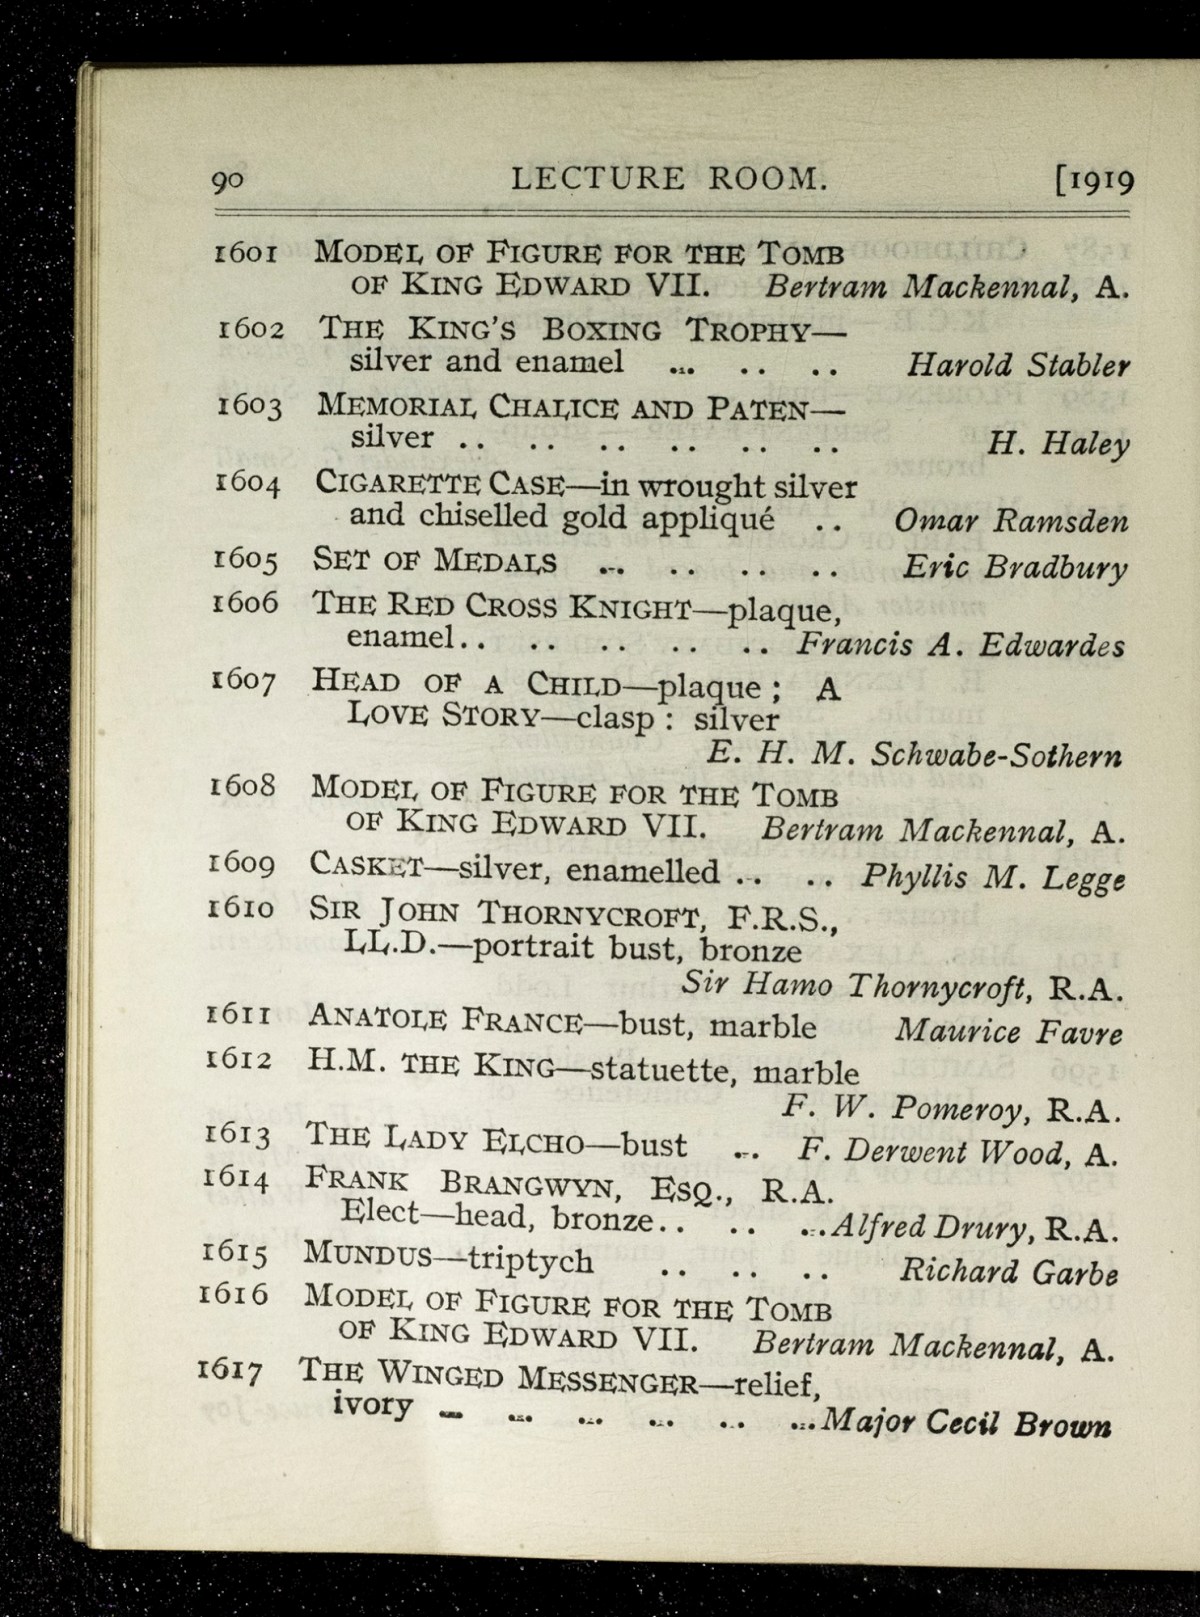 90 LECTURE ROOM. [1919
1601 MODEL OF FIGURE FOR THE TOMB
OF KING EDWARD VII. Bertram Mackennal, A.
1602 THE KING'S BOXING TROPHY—
silver and enamel .. .. .. Harold Stabler
1603 MEMORIAL CHALICE AND PATEN—
silver .. .. .. .. .. .. H. Haley
1604 CIGARETTE CASE—in wrought silver
and chiselled gold appliqué .. Omar Ramsden
1605 SET OF MEDALS .. .. .. .. Eric Bradbury
1606 THE RED CROSS KNIGHT—plaque,
enamel.. .. .. .. .. Francis A. Edwardes
1607 HEAD OF A CHILD—plaque; A
LOVE STORY—clasp: silver
E. H. M. Schwabe-Sothern
1608 MODEL OF FIGURE FOR THE TOMB
OF KING EDWARD VII. Bertram Mackennal, A.
1609 CASKET—silver, enamelled .. .. Phyllis M. Legge
1610 SIR JOHN THORNYCROFT, F.R.S.,
LL.D.—portrait bust, bronze
Sir Hamo Thornycroft, R.A.
1611 ANATOLE FRANCE—bust, marble Maurice Favre
1612 H.M. THE KING—statuette, marble
F. W. Pomeroy, R.A.
1613 THE LADY ELCHO—bust .. F. Derwent Wood, A.
1614 FRANK BRANGWYN, ESQ., R.A.
Elect—head, bronze.. .. .. Alfred Drury, R.A.
1615 MUNDUS—triptych .. .. .. Richard Garbe
1616 MODEL OF FIGURE FOR THE TOMB
OF KING EDWARD VII. Bertram Mackennal, A.
1617 THE WINGED MESSENGER—relief,
ivory .. .. .. .. .. .. Major Cecil Brown